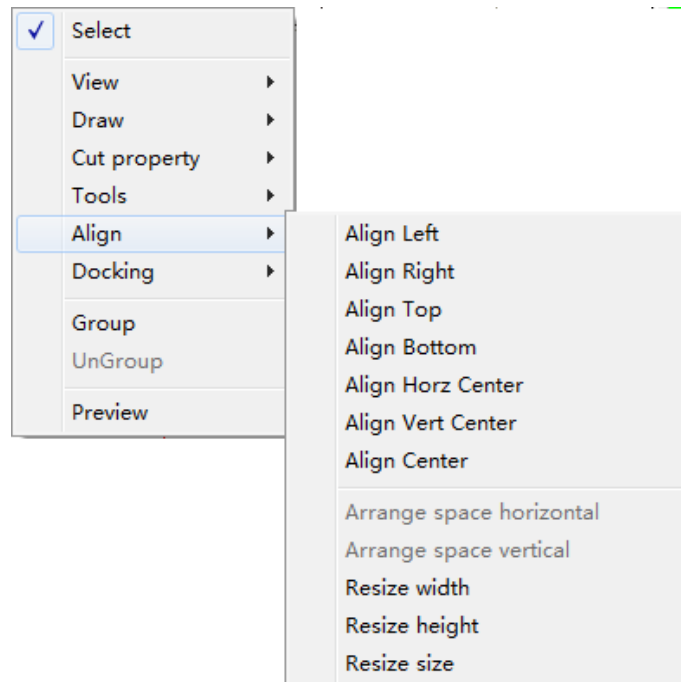 Select
View
Draw
Cut property
Tools
Align
Docking
Group
UnGroup
Preview
Align Left
Align Right
Align Top
Align Bottom
Align Horz Center
Align Vert Center
Align Center
Arrange space horizontal
Arrange space vertical
Resize width
Resize height
Resize size